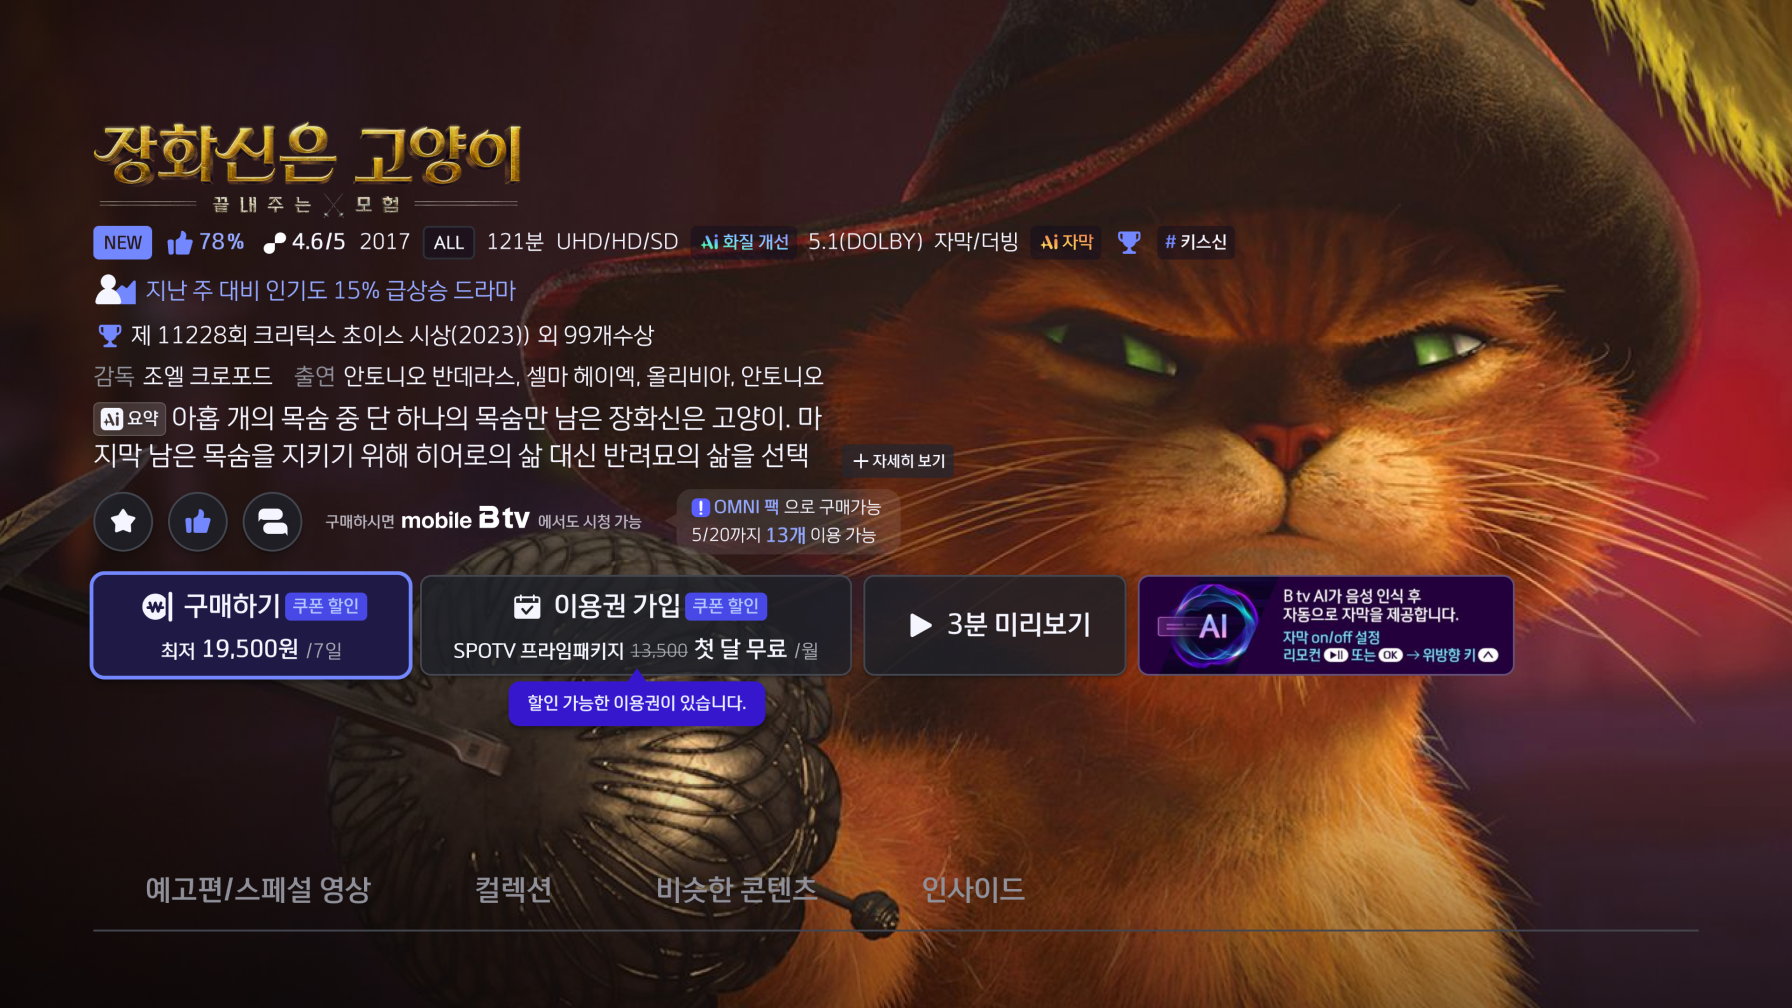 장화신은 고양이
끝내주는 모험
NEW 78% 4.6/5 2017 ALL 121분 UHD/HD/SD Ai 화질 개선 5.1(DOLBY) 자막/더빙 Ai 자막 # 키스신
지난 주 대비 인기도 15% 급상승 드라마
제 11228회 크리틱스 초이스 시상(2023)) 외 99개수상
감독 조엘 크로포드 출연 안토니오 반데라스, 셀마 헤이엑, 올리비아, 안토니오
Ai 요약 아홉 개의 목숨 중 단 하나의 목숨만 남은 장화신은 고양이. 마
지막 남은 목숨을 지키기 위해 히어로의 삶 대신 반려묘의 삶을 선택 + 자세히 보기
구매하시면 mobile B tv 에서도 시청 가능
! OMNI 팩 으로 구매가능
5/20까지 13개 이용 가능
구매하기 쿠폰 할인
최저 19,500원 /7일
이용권 가입 쿠폰 할인
SPOTV 프라임패키지 13,500 첫 달 무료 /월
할인 가능한 이용권이 있습니다.
3분 미리보기
AI
B tv AI가 음성 인식 후
자동으로 자막을 제공합니다.
자막 on/off 설정
리모컨 또는 OK → 위방향 키
예고편/스페셜 영상 컬렉션 비슷한 콘텐츠 인사이드